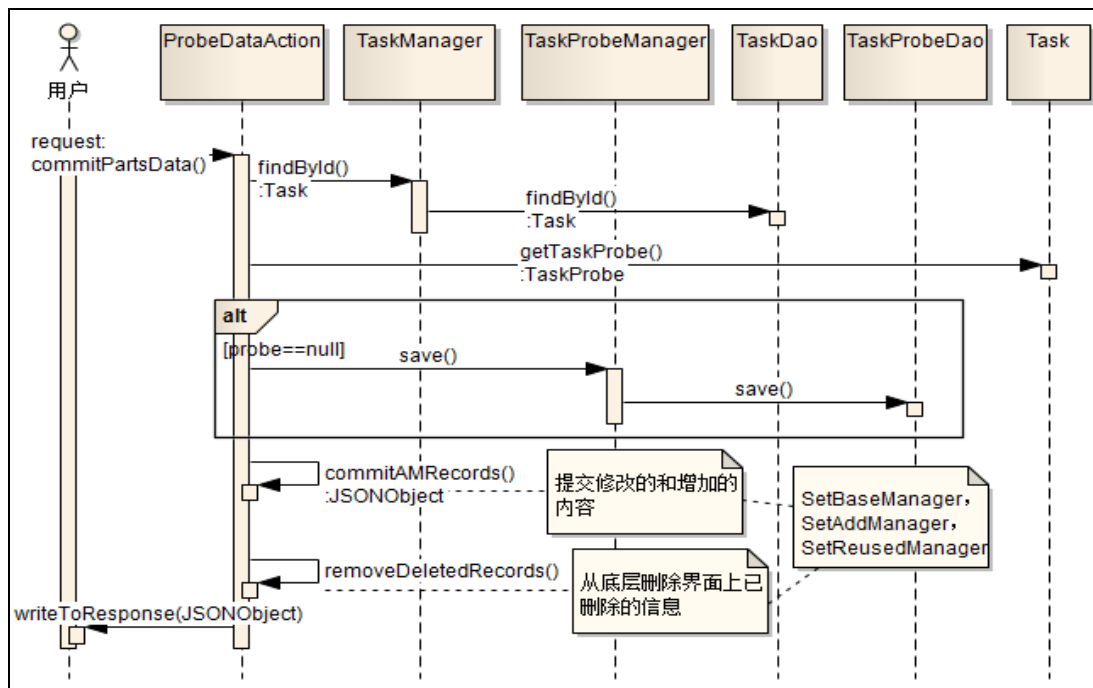 ProbeDataAction
TaskManager
TaskProbeManager
TaskDao
TaskProbeDao
Task
用户
request:
commitPartsData()
findById()
:Task
findById()
:Task
getTaskProbe()
:TaskProbe
alt
[probe==null]
save()
save()
commitAMRecords()
:JSONObject
提交修改的和增加的
内容
SetBaseManager，
SetAddManager，
SetReusedManager
removeDeletedRecords()
从底层删除界面上已
删除的信息
writeToResponse(JSONObject)